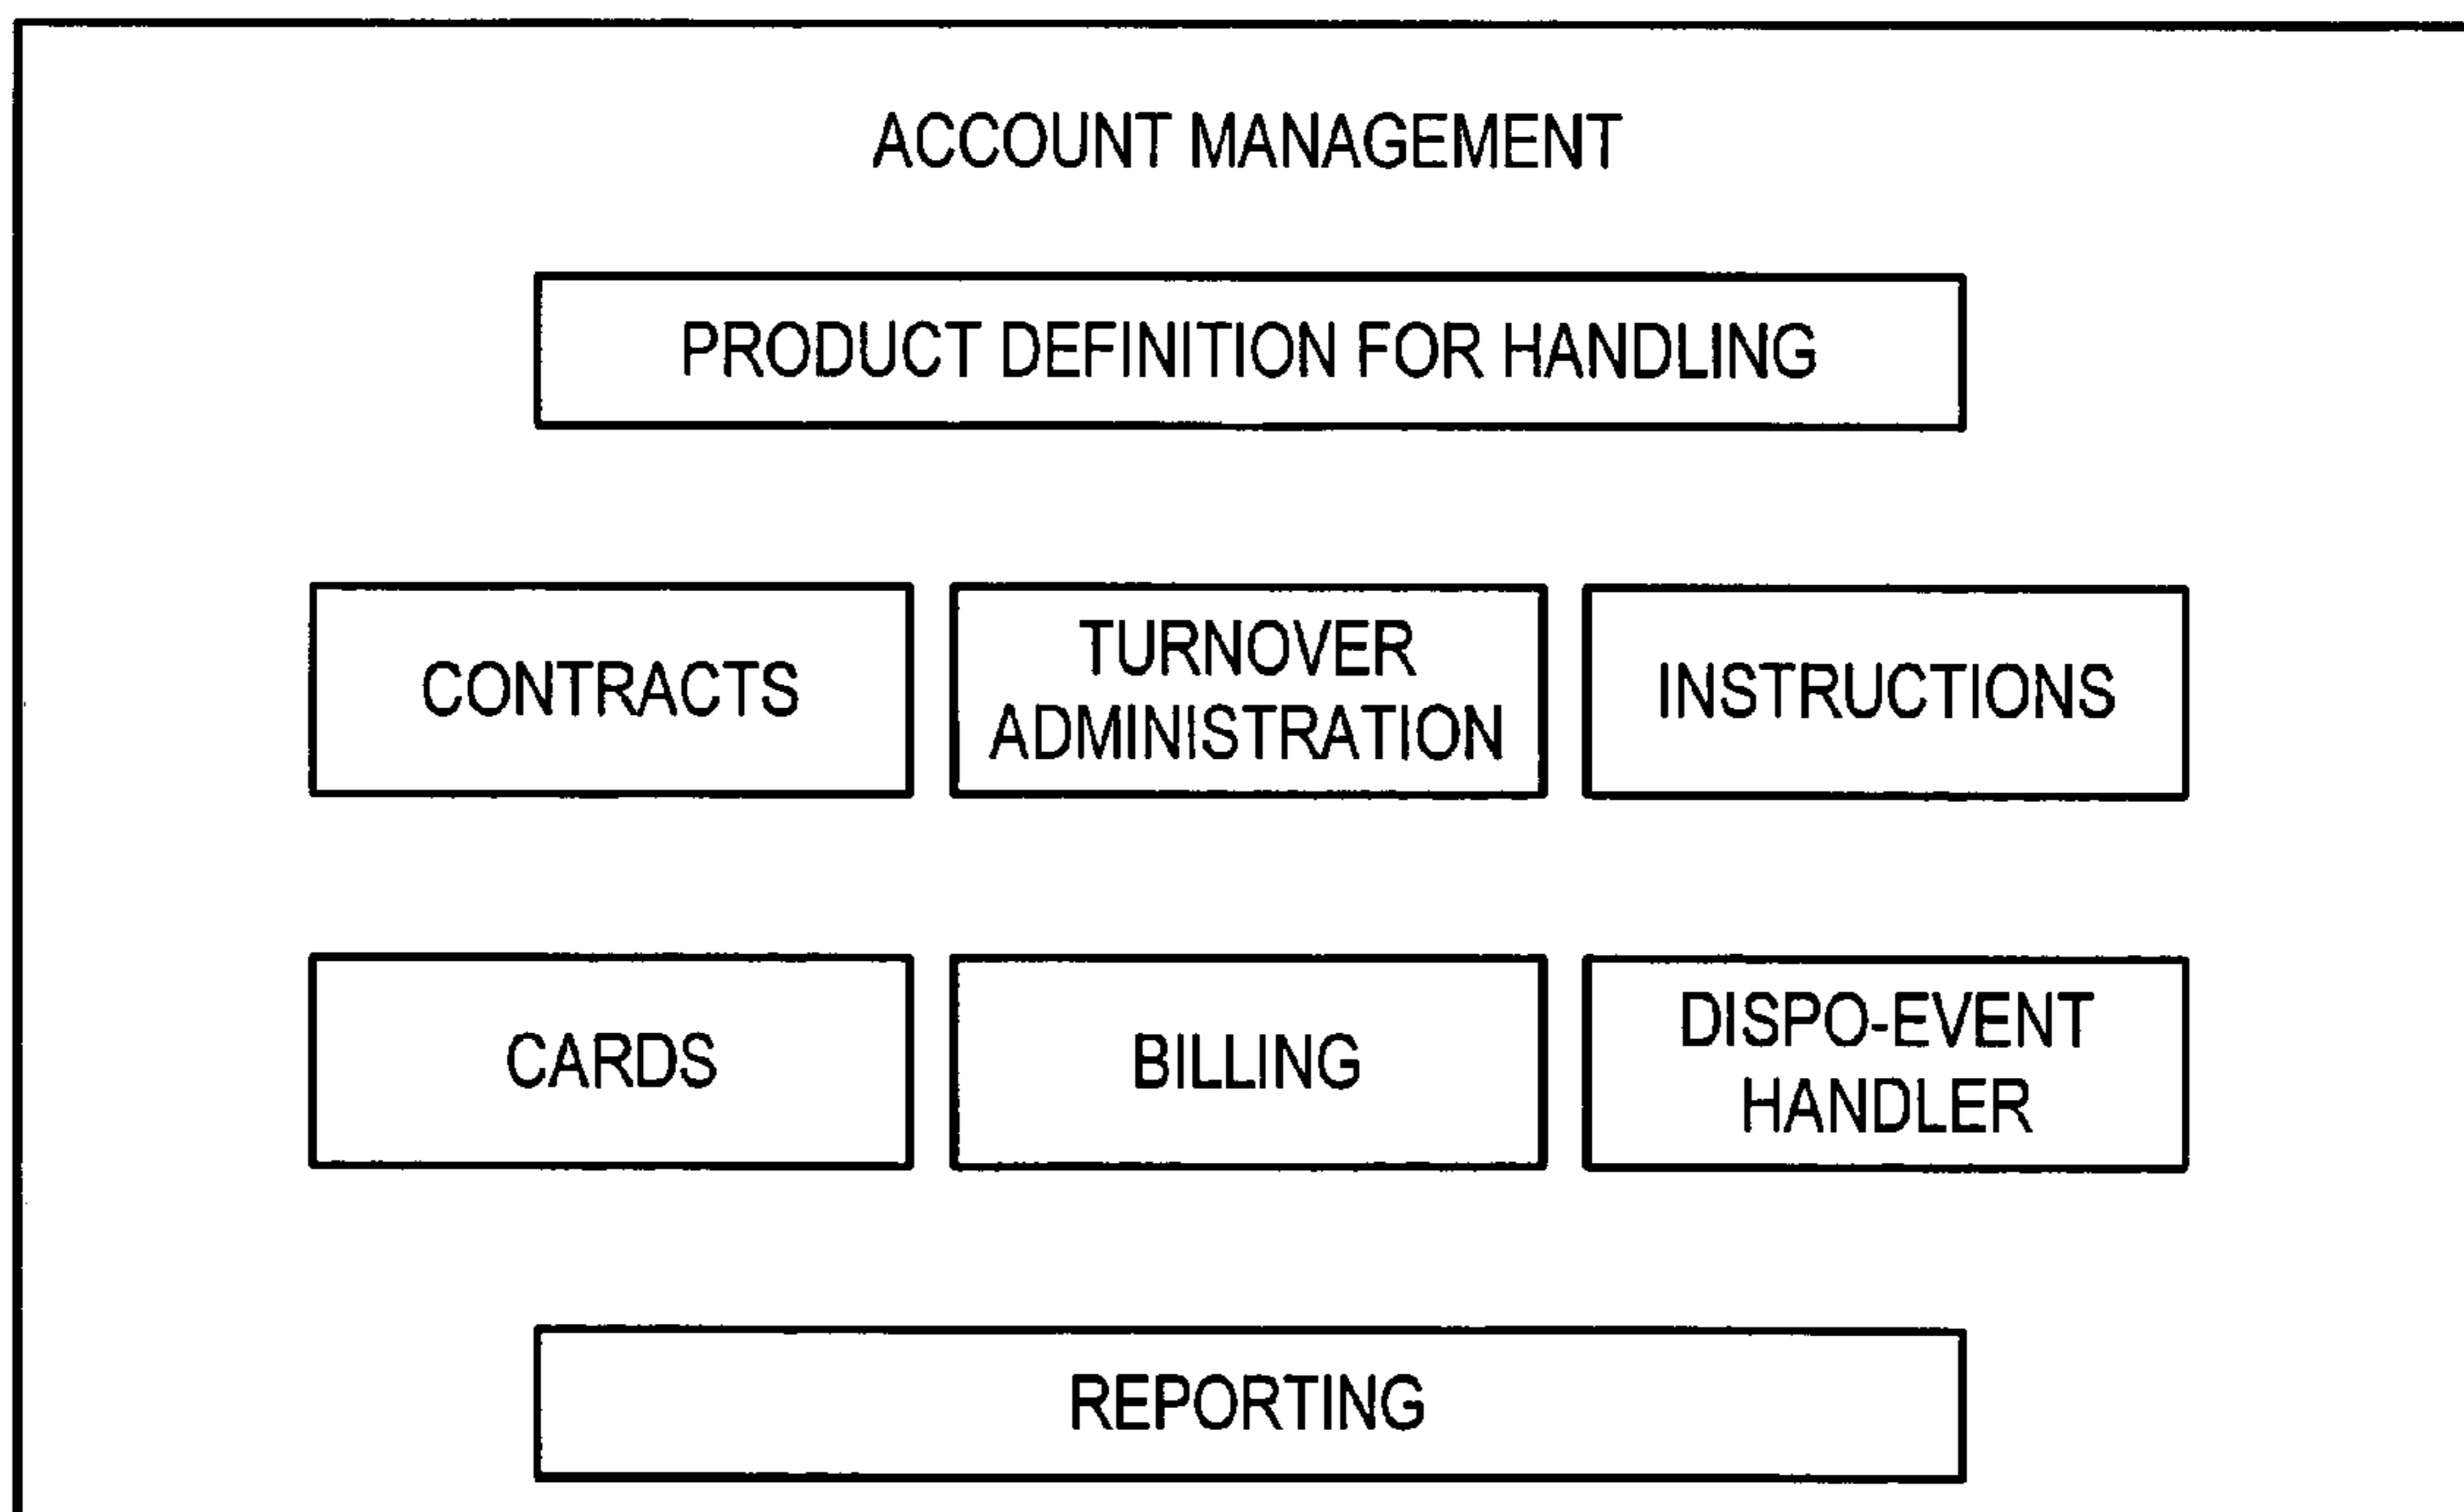 ACCOUNT MANAGEMENT
PRODUCT DEFINITION FOR HANDLING
CONTRACTS
TURNOVER
ADMINISTRATION
INSTRUCTIONS
CARDS
BILLING
DISPO-EVENT
HANDLER
REPORTING